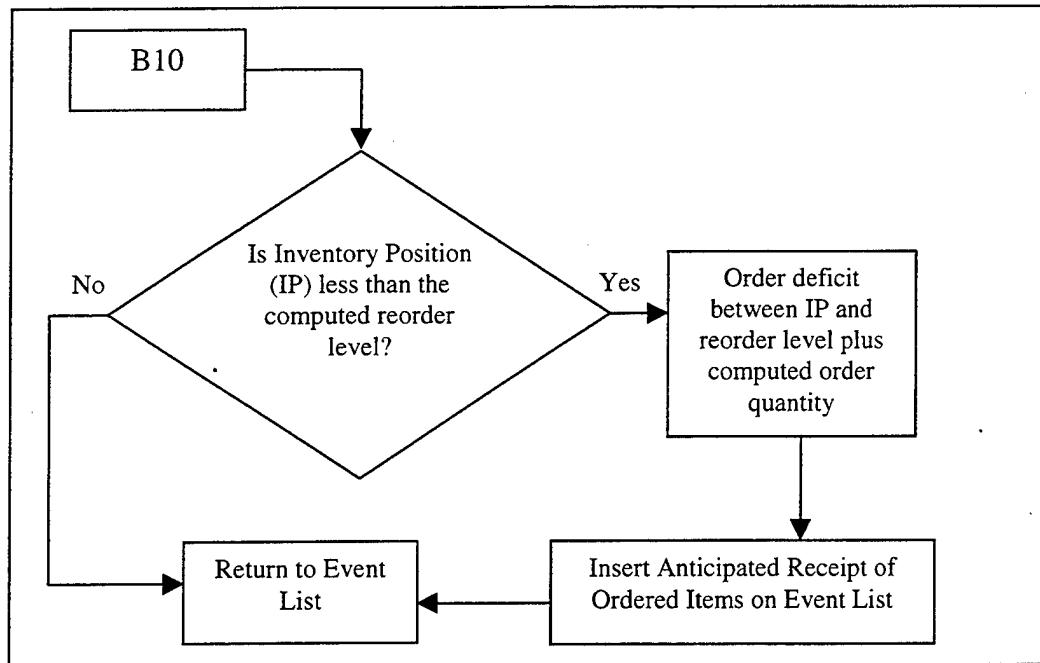 B10
Is Inventory Position
(IP) less than the
computed reorder
level?
No
Yes
Order deficit
between IP and
reorder level plus
computed order
quantity
Return to Event
List
Insert Anticipated Receipt of
Ordered Items on Event List